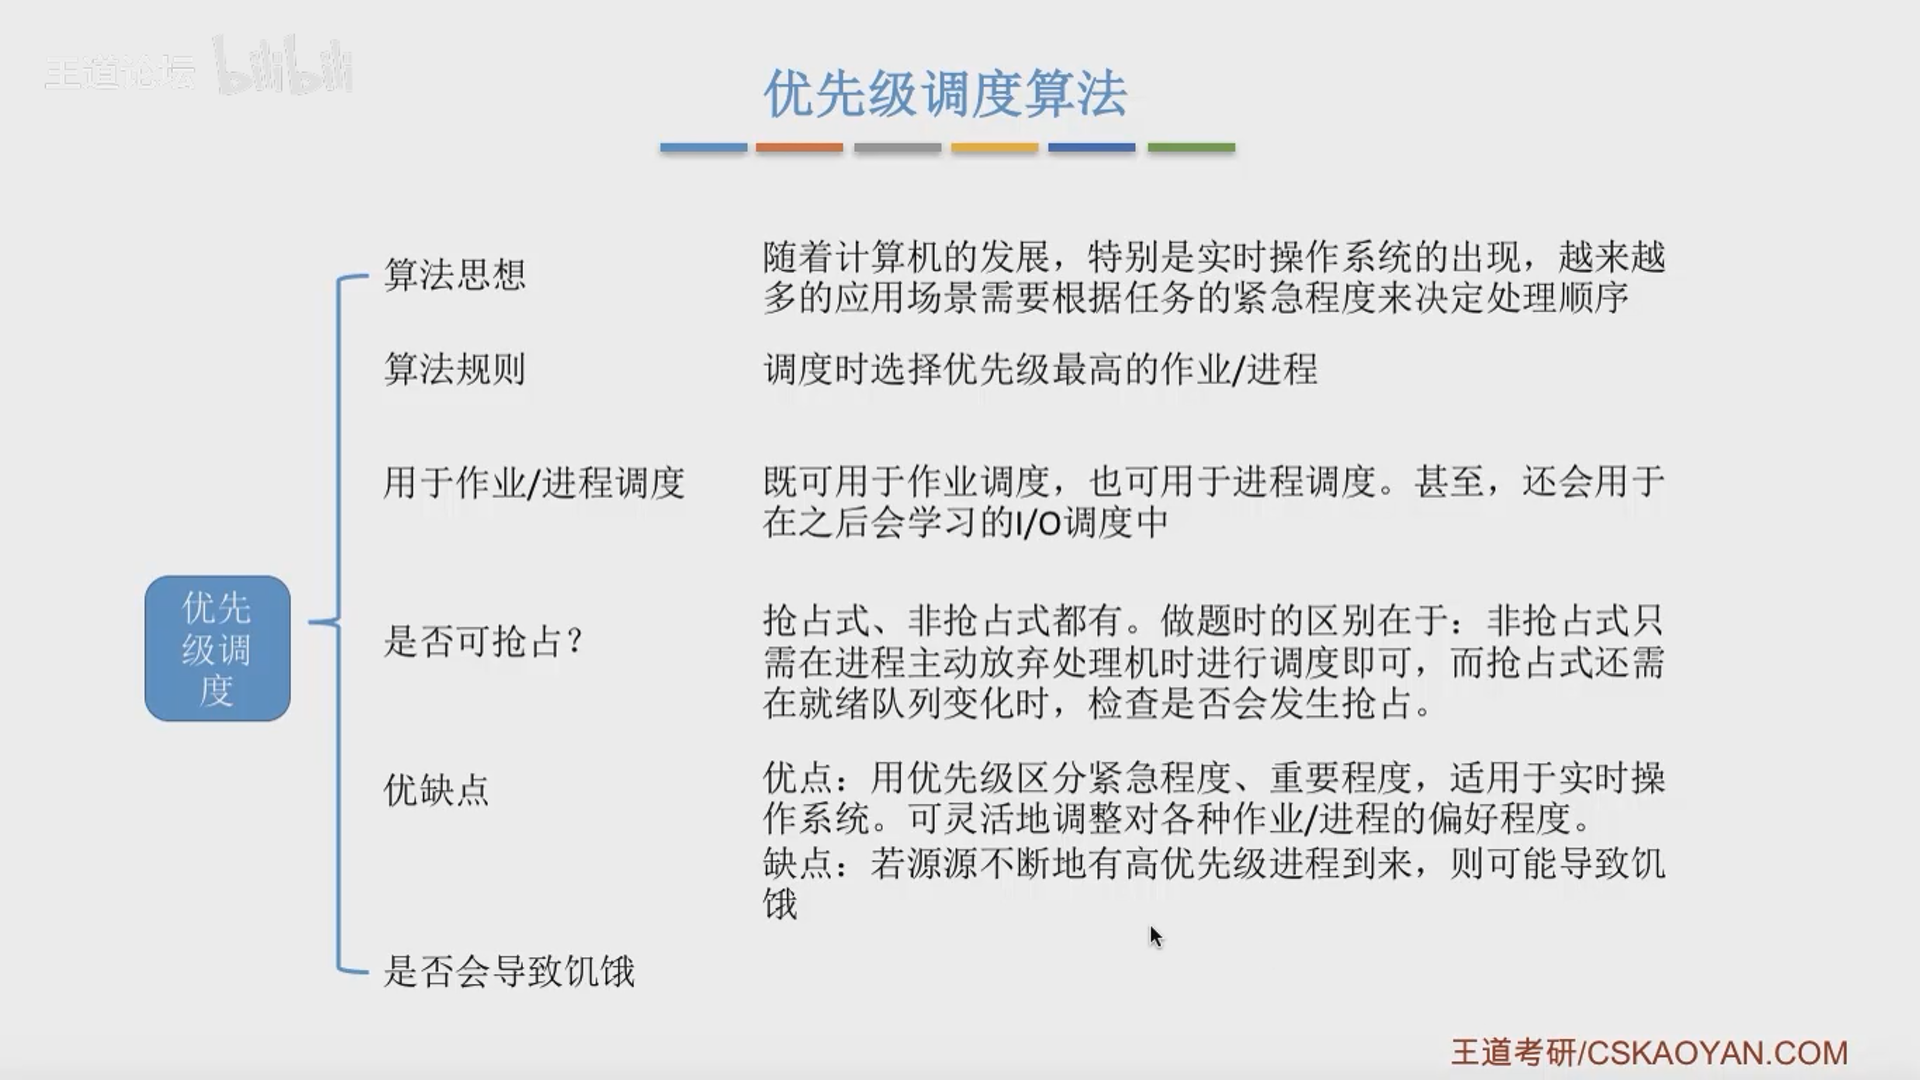 王道论坛 bilibili
优先级调度算法
算法思想
随着计算机的发展，特别是实时操作系统的出现，越来越
多的应用场景需要根据任务的紧急程度来决定处理顺序
算法规则
调度时选择优先级最高的作业/进程
用于作业/进程调度
既可用于作业调度，也可用于进程调度。甚至，还会用于
在之后会学习的I/O调度中
优先
级调
度
是否可抢占？
抢占式、非抢占式都有。做题时的区别在于：非抢占式只
需在进程主动放弃处理机时进行调度即可，而抢占式还需
在就绪队列变化时，检查是否会发生抢占。
优缺点
优点：用优先级区分紧急程度、重要程度，适用于实时操
作系统。可灵活地调整对各种作业/进程的偏好程度。
缺点：若源源不断地有高优先级进程到来，则可能导致饥
饿
是否会导致饥饿
王道考研/CSKAOYAN.COM